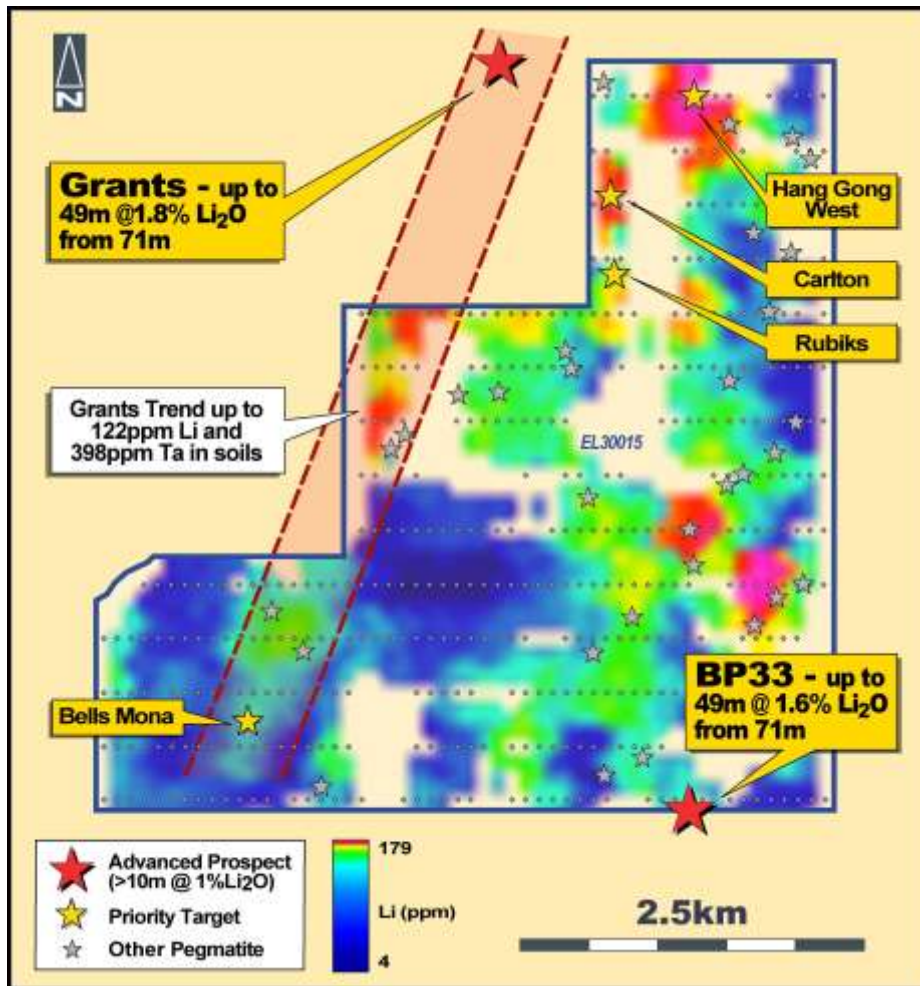 N
Grants - up to
49m @1.8% Li₂O
from 71m
Hang Gong
West
Carlton
Rubiks
Grants Trend up to
122ppm Li and
398ppm Ta in soils
EL30015
BP33 - up to
49m @ 1.6% Li₂O
from 71m
Bells Mona
Advanced Prospect
(>10m @ 1%Li₂O)
Priority Target
Other Pegmatite
179
Li (ppm)
4
2.5km